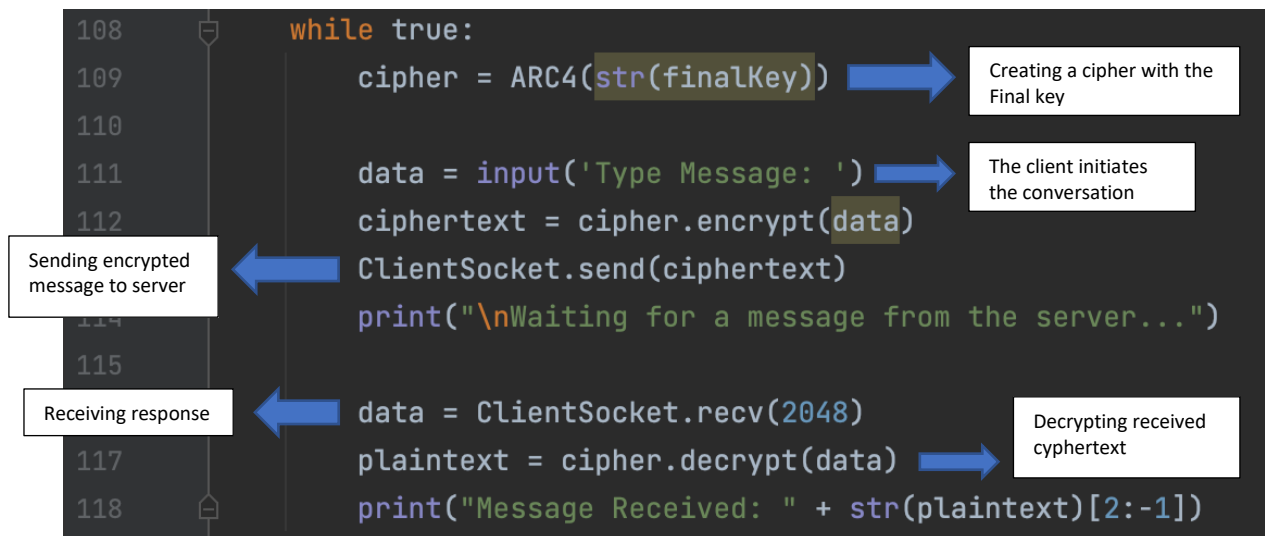 108 while true:
109 cipher = ARC4(str(finalKey))
Creating a cipher with the
Final key
110
111 data = input('Type Message: ')
The client initiates
the conversation
112 ciphertext = cipher.encrypt(data)
Sending encrypted
message to server
ClientSocket.send(ciphertext)
114 print("\nWaiting for a message from the server...")
115
Receiving response
data = ClientSocket.recv(2048)
Decrypting received
cyphertext
117 plaintext = cipher.decrypt(data)
118 print("Message Received: " + str(plaintext)[2:-1])